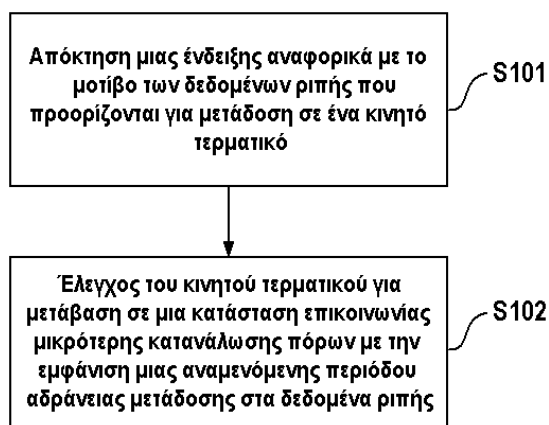 Απόκτηση μιας ένδειξης αναφορικά με το
μοτίβο των δεδομένων ριπής που
προορίζονται για μετάδοση σε ένα κινητό
τερματικό
S101
Έλεγχος του κινητού τερματικού για
μετάβαση σε μια κατάσταση επικοινωνίας
μικρότερης κατανάλωσης πόρων με την
εμφάνιση μιας αναμενόμενης περιόδου
αδράνειας μετάδοσης στα δεδομένα ριπής
S102